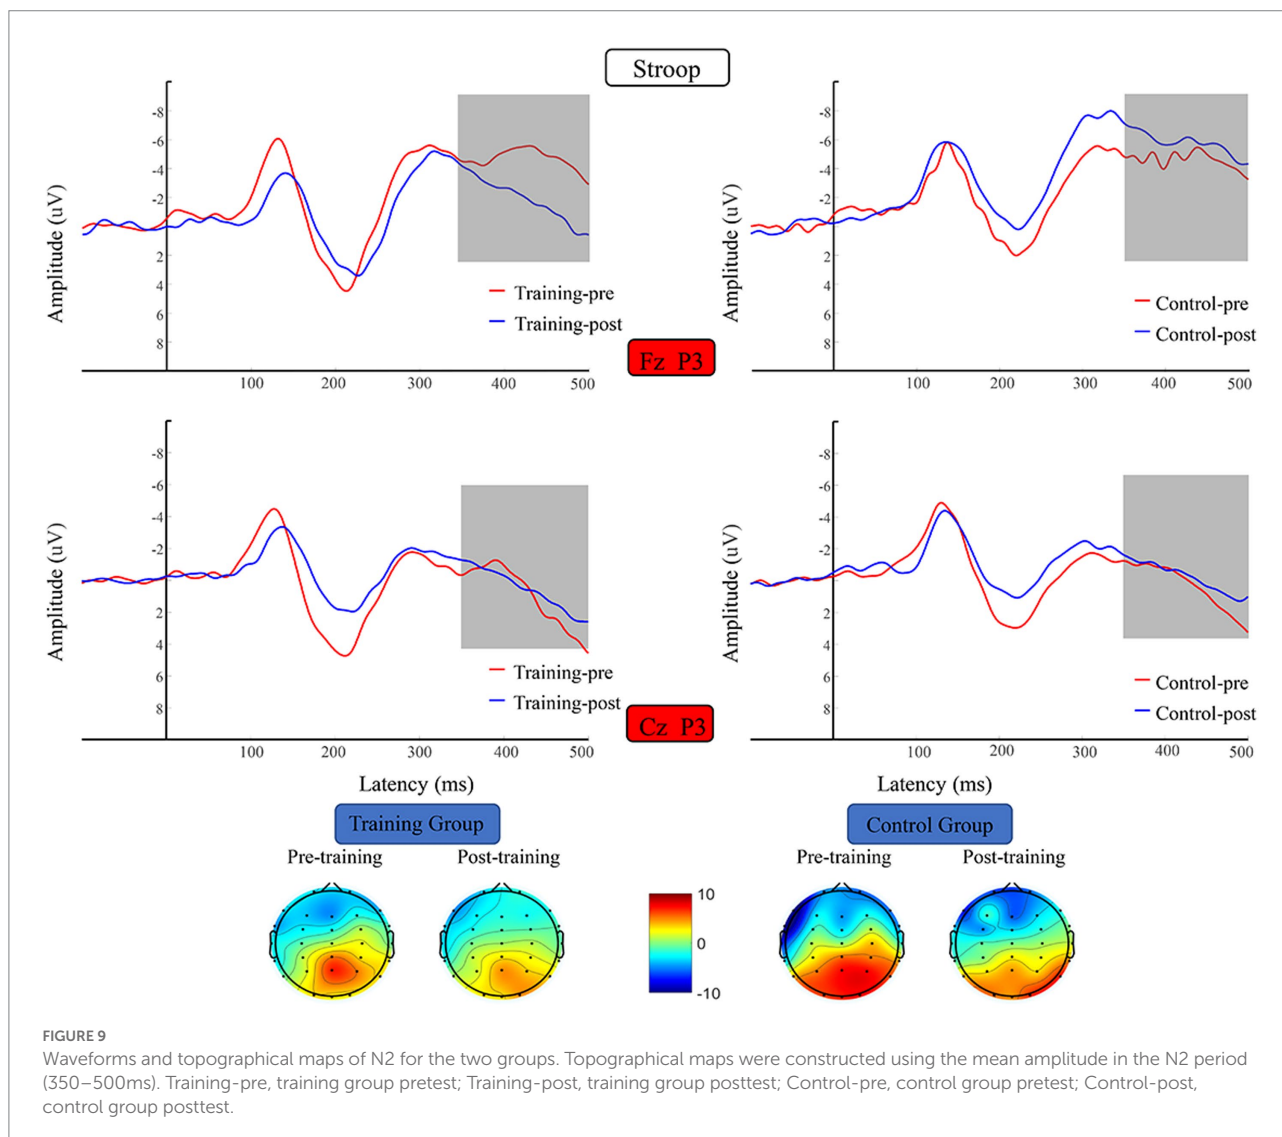 Stroop
Amplitude (uV)
-8
-6
-4
-2
2
4
6
8
100
200
300
400
500
Training-pre
Training-post
Amplitude (uV)
-8
-6
-4
-2
2
4
6
8
100
200
300
400
500
Control-pre
Control-post
Fz P3
Amplitude (uV)
-8
-6
-4
-2
2
4
6
8
100
200
300
400
500
Training-pre
Training-post
Latency (ms)
Amplitude (uV)
-8
-6
-4
-2
2
4
6
8
100
200
300
400
500
Control-pre
Control-post
Latency (ms)
Cz P3
Training Group
Pre-training
Post-training
10
0
-10
Control Group
Pre-training
Post-training
FIGURE 9
Waveforms and topographical maps of N2 for the two groups. Topographical maps were constructed using the mean amplitude in the N2 period
(350–500ms). Training-pre, training group pretest; Training-post, training group posttest; Control-pre, control group pretest; Control-post,
control group posttest.